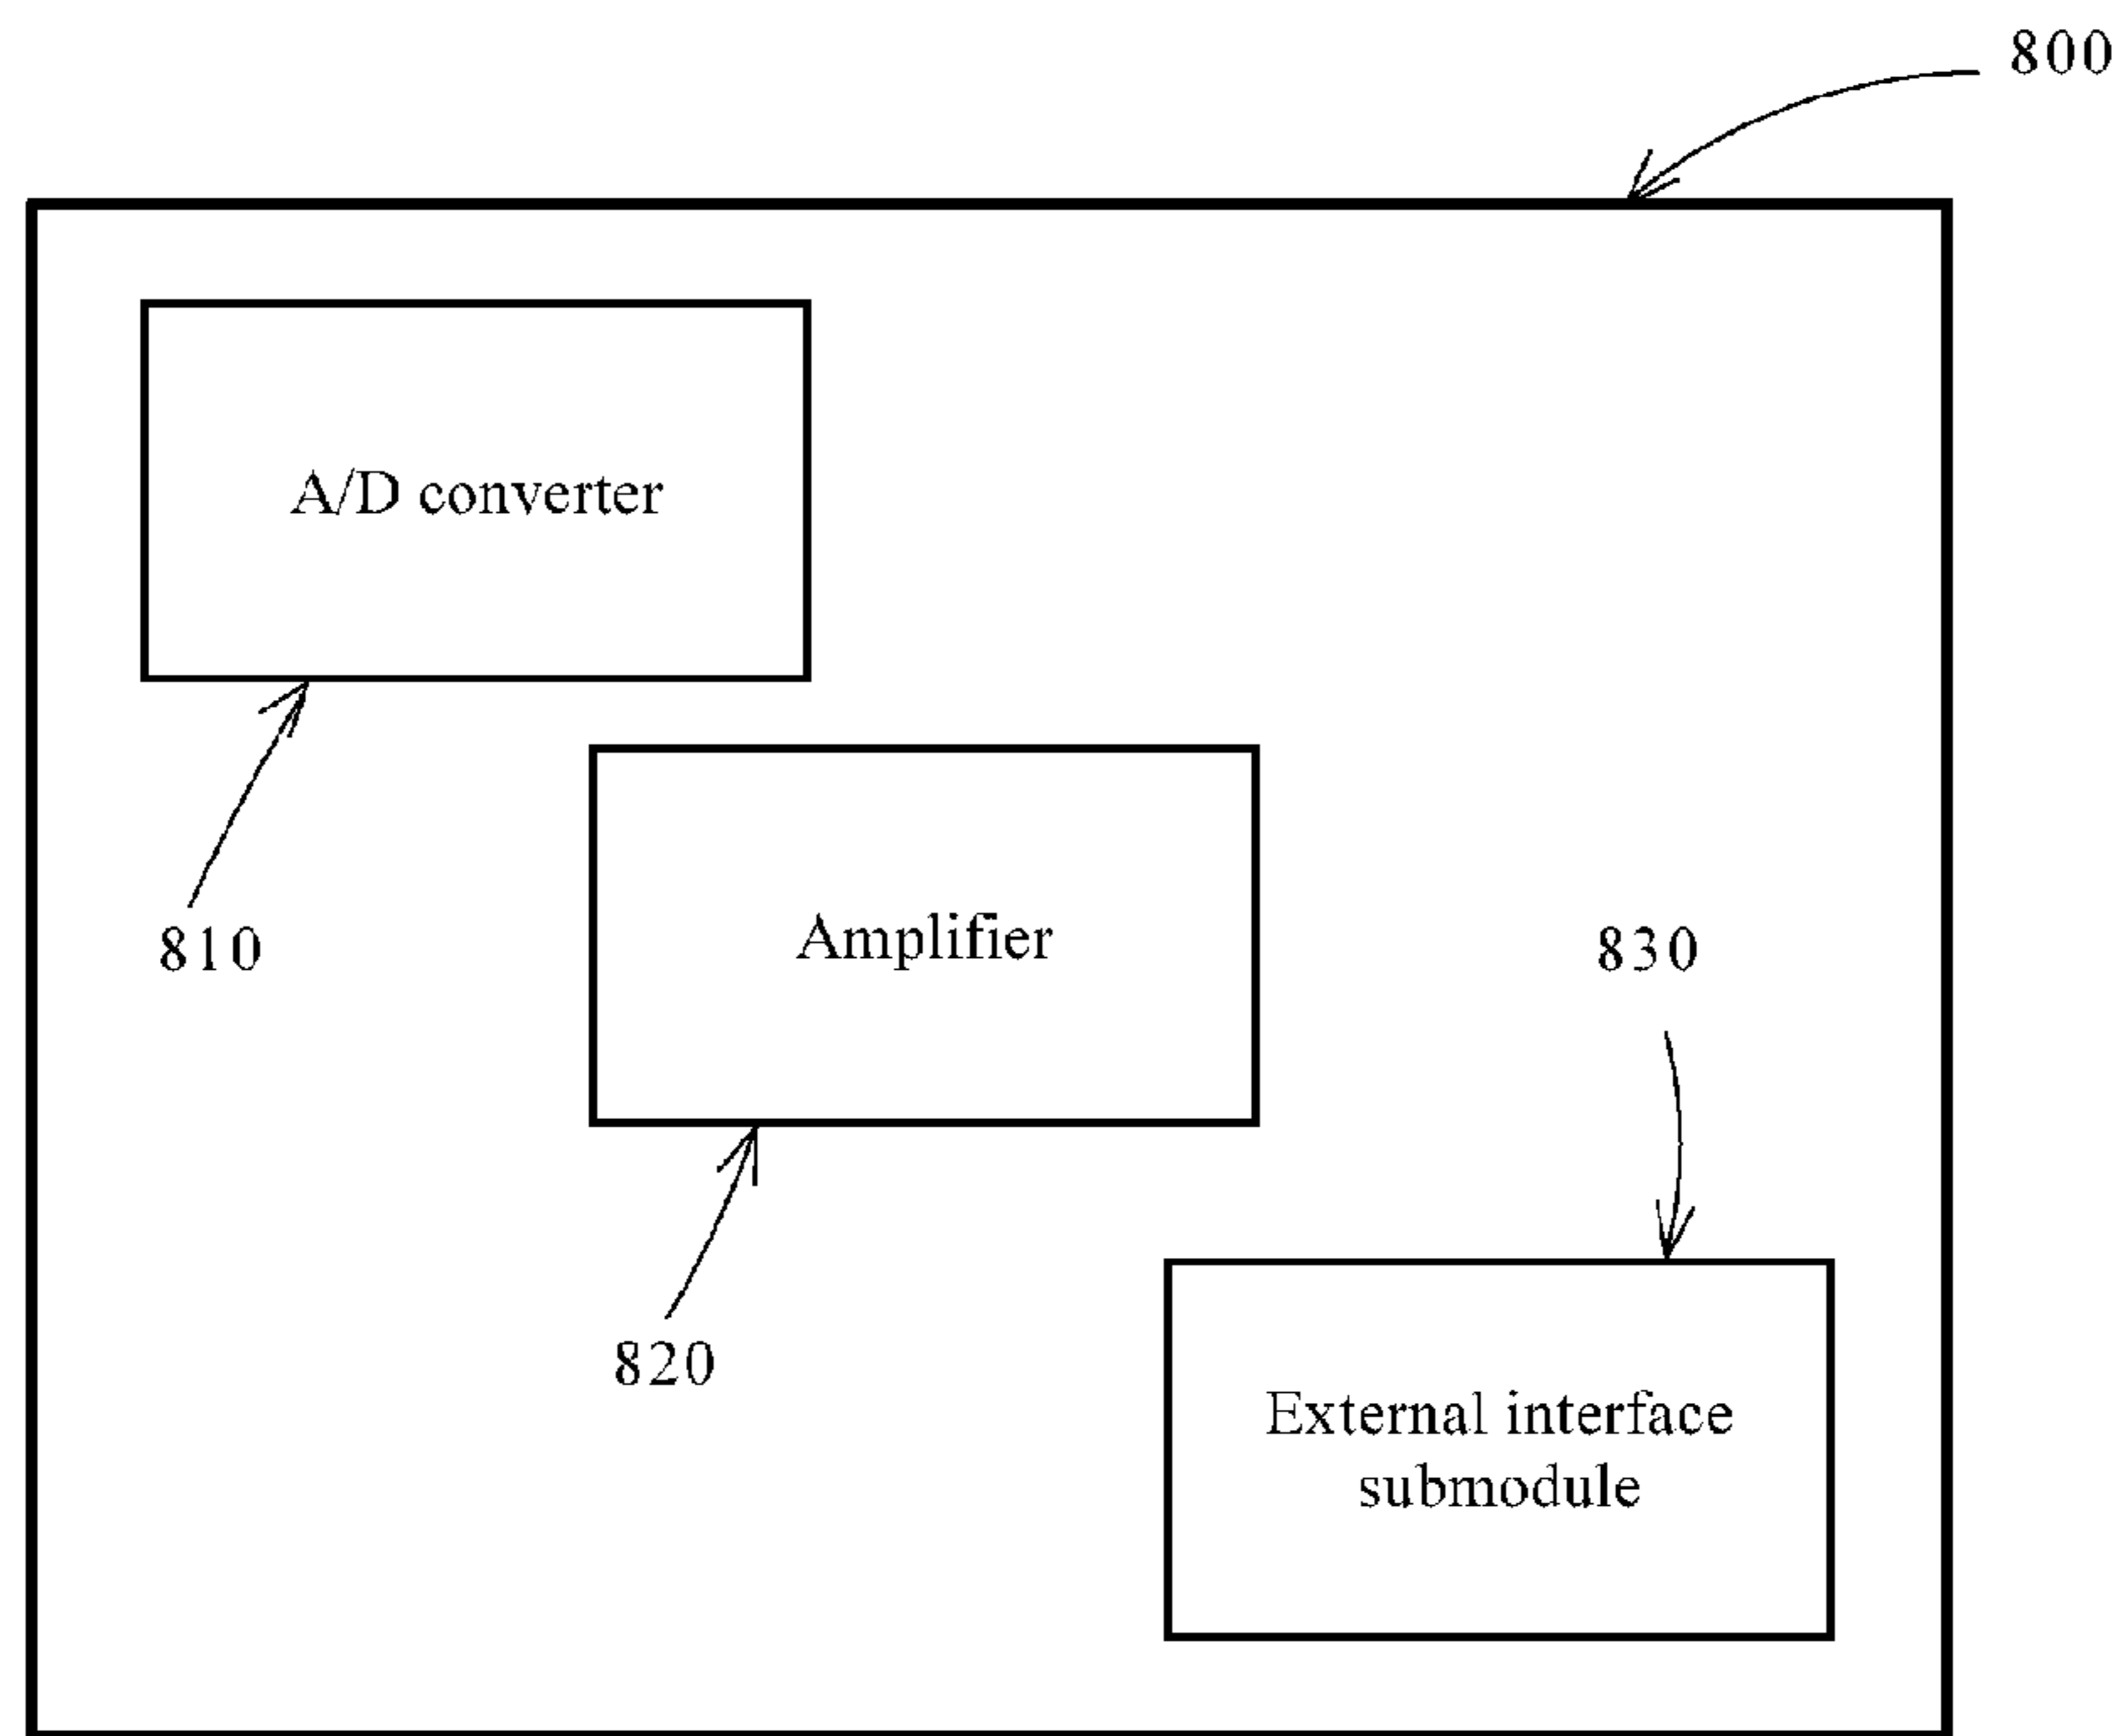 800
A/D converter
810
Amplifier
830
820
External interface
submodule